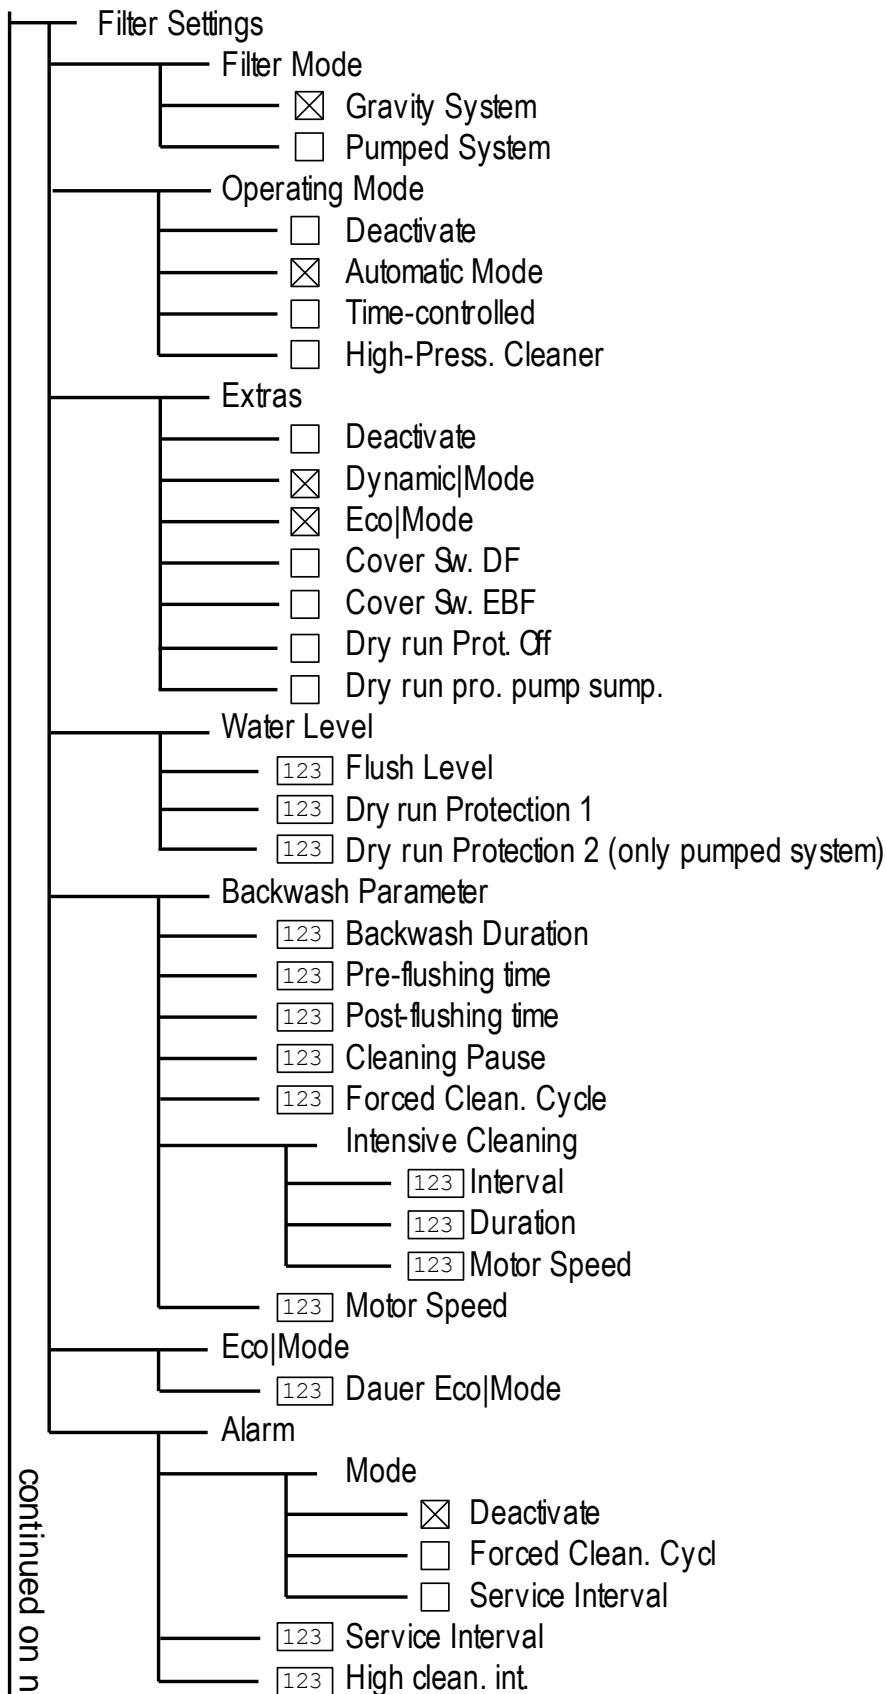 Filter Settings
Filter Mode
Gravity System
Pumped System
Operating Mode
Deactivate
Automatic Mode
Time-controlled
High-Press. Cleaner
Extras
Deactivate
Dynamic|Mode
Eco|Mode
Cover Sw. DF
Cover Sw. EBF
Dry run Prot. Off
Dry run pro. pump sump.
Water Level
123 Flush Level
123 Dry run Protection 1
123 Dry run Protection 2 (only pumped system)
Backwash Parameter
123 Backwash Duration
123 Pre-flushing time
123 Post-flushing time
123 Cleaning Pause
123 Forced Clean. Cycle
Intensive Cleaning
123 Interval
123 Duration
123 Motor Speed
123 Motor Speed
Eco|Mode
123 Dauer Eco|Mode
Alarm
Mode
Deactivate
Forced Clean. Cycl
Service Interval
123 Service Interval
123 High clean. int.
continued on n